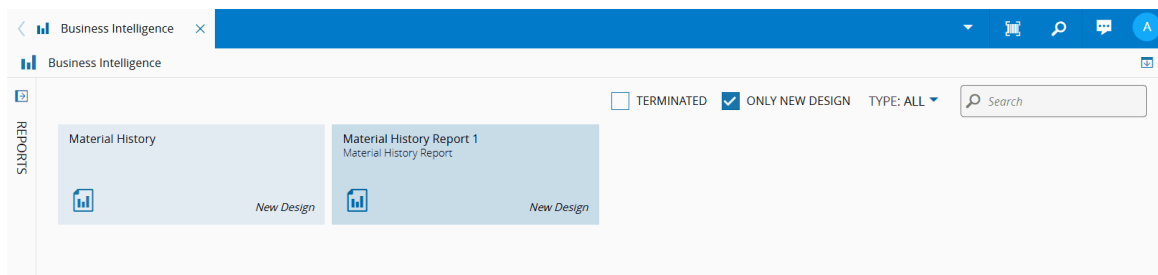 Business Intelligence
A
Business Intelligence
TERMINATED ONLY NEW DESIGN TYPE: ALL Search
REPORTS
Material History
New Design
Material History Report 1
Material History Report
New Design